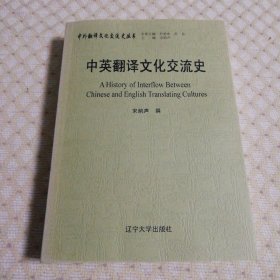 中外翻译文化交流史丛书
中英翻译文化交流史
A History of Interflow Between
Chinese and English Translating Cultures
辽宁大学出版社